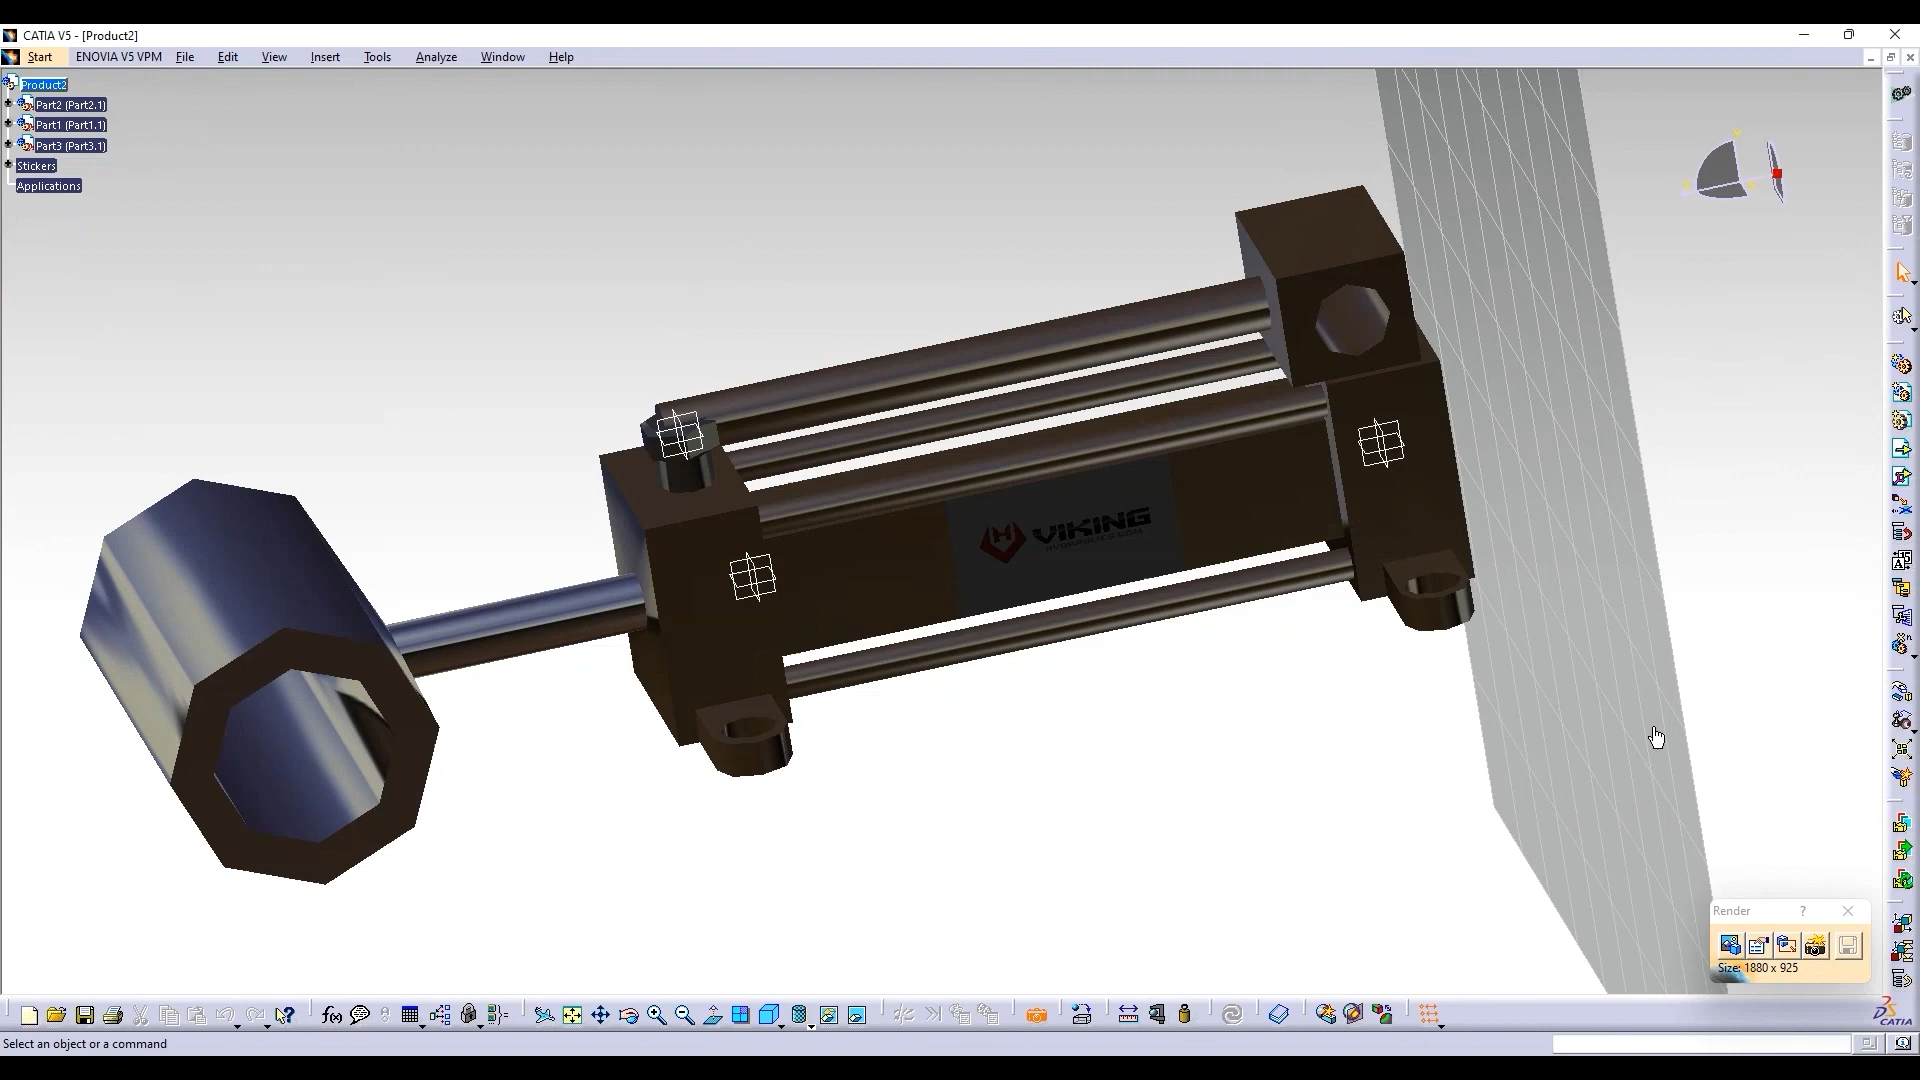 CATIA V5 - [Product2]
Start ENOVIA V5 VPM File Edit View Insert Tools Analyze Window Help
Product2
Part2 (Part2.1)
Part1 (Part1.1)
Part3 (Part3.1)
Stickers
Applications
H VIKING
HYDRAULICS.COM
Render ?
Size: 1880 x 925
f(x)
CATIA
Select an object or a command